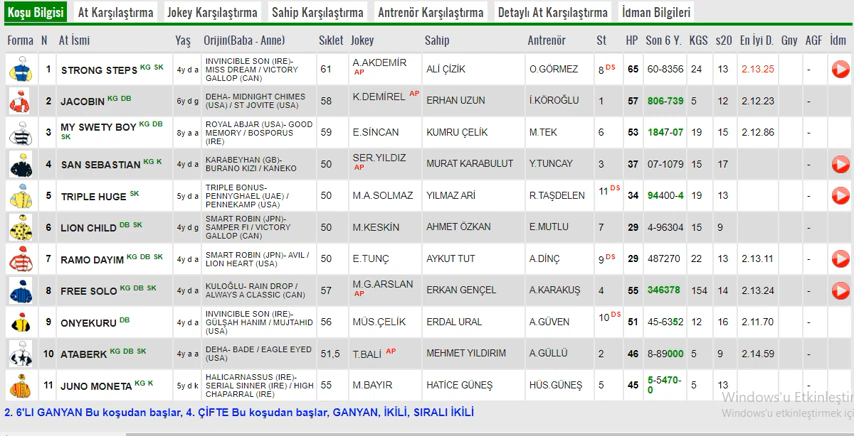 Koşu Bilgisi At Karşılaştırma Jokey Karşılaştırma Sahip Karşılaştırma Antrenör Karşılaştırma Detaylı At Karşılaştırma İdman Bilgileri
Forma N At İsmi Yaş Orijin(Baba - Anne) Sıklet Jokey Sahip Antrenör St HP Son 6 Y. KGS s20 En İyi D. Gny AGF İdm
1 STRONG STEPS KG SK 4y d a INVINCIBLE SON (IRE)- MISS DREAM / VICTORY GALLOP (CAN) 61 A.AKDEMİR AP ALİ ÇİZİK O.GÖRMEZ 8 DS 65 60-8356 24 13 2.13.25 -
2 JACOBIN KG DB 6y d g DEHA- MIDNIGHT CHIMES (USA) / ST JOVITE (USA) 58 K.DEMİREL AP ERHAN UZUN İ.KÖROĞLU 1 57 806-739 5 12 2.12.23 -
3 MY SWETY BOY KG DB SK 8y a a ROYAL ABJAR (USA)- GOOD MEMORY / BOSPORUS (IRE) 59 E.SİNCAN KUMRU ÇELİK M.TEK 6 53 1847-07 19 15 2.12.86 -
4 SAN SEBASTIAN KG K 4y d a KARABEYHAN (GB)- BURANO KIZI / KANEKO 50 SER.YILDIZ AP MURAT KARABULUT Y.TUNCAY 3 37 07-1079 15 17 -
5 TRIPLE HUGE SK 5y d a TRIPLE BONUS- PENNYGHAEL (UAE) / PENNEKAMP (USA) 50 M.A.SOLMAZ YILMAZ ARİ R.TAŞDELEN 11 DS 34 94400-4 19 13 -
6 LION CHILD DB SK 4y d g SMART ROBIN (JPN)- SAMPER FI / VICTORY GALLOP (CAN) 50 M.KESKİN AHMET ÖZKAN E.MUTLU 7 29 4-96304 15 9 -
7 RAMO DAYIM KG DB SK 4y d a SMART ROBIN (JPN)- AVIL / LION HEART (USA) 50 E.TUNÇ AYKUT TUT A.DİNÇ 9 DS 29 487270 22 13 2.13.11 -
8 FREE SOLO KG DB SK 4y d a KULOĞLU- RAIN DROP / ALWAYS A CLASSIC (CAN) 57 M.G.ARSLAN AP ERKAN GENÇEL A.KARAKUŞ 4 55 346378 154 14 2.13.24 -
9 ONYEKURU DB 4y d a INVINCIBLE SON (IRE)- GÜLŞAH HANIM / MUJTAHID (USA) 56 MÜS.ÇELİK ERDAL URAL A.GÜVEN 10 DS 51 45-6352 12 16 2.11.70 -
10 ATABERK KG DB SK 4y a a DEHA- BADE / EAGLE EYED (USA) 51,5 T.BALİ AP MEHMET YILDIRIM A.GÜLLÜ 2 46 8-89000 5 9 2.14.59 -
11 JUNO MONETA KG K 5y d k HALICARNASSUS (IRE)- SERIAL SINNER (IRE) / HIGH CHAPARRAL (IRE) 55 M.BAYIR HATİCE GÜNEŞ HÜS.GÜNEŞ 5 45 5-5470-0 5 13
2. 6'LI GANYAN Bu koşudan başlar, 4. ÇİFTE Bu koşudan başlar, GANYAN, İKİLİ, SIRALI İKİLİ
Windows'u Etkinleştir
Windows'u etkinleştirmek içi